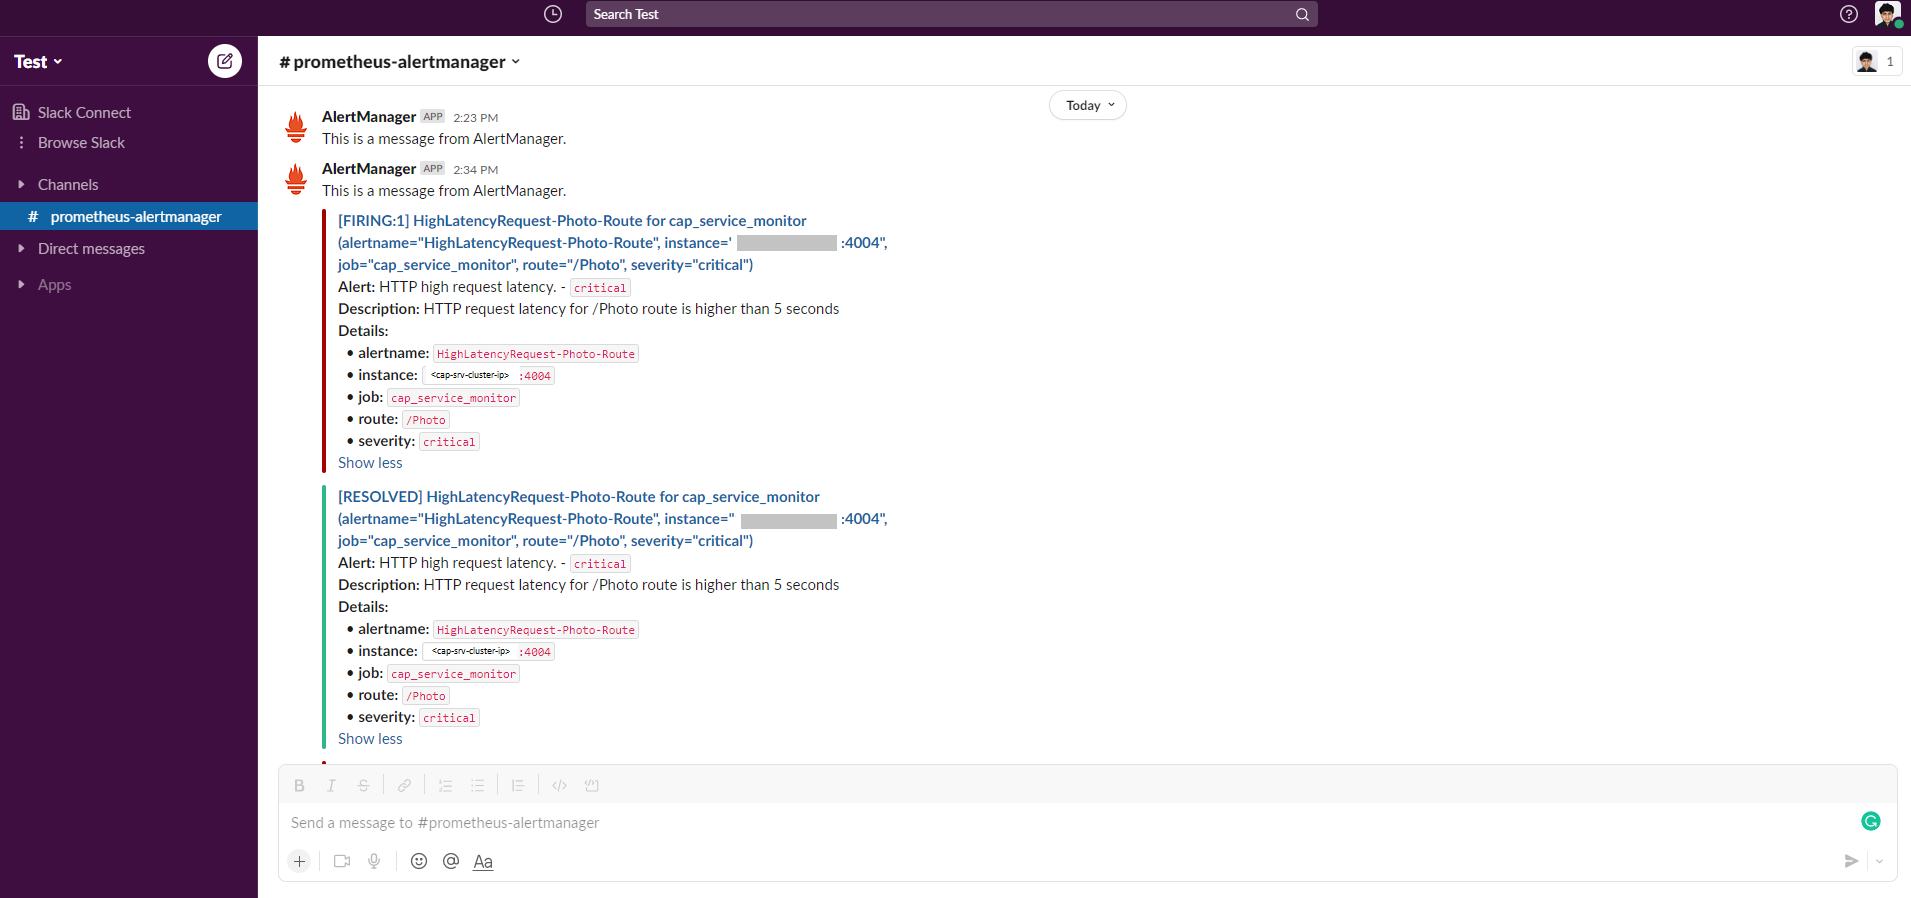 Search Test
Test
Slack Connect
Browse Slack
Channels
# prometheus-alertmanager
Direct messages
Apps
# prometheus-alertmanager
1
Today
AlertManager APP 2:23 PM
This is a message from AlertManager.
AlertManager APP 2:34 PM
This is a message from AlertManager.
[FIRING:1] HighLatencyRequest-Photo-Route for cap_service_monitor
(alertname="HighLatencyRequest-Photo-Route", instance=' :4004",
job="cap_service_monitor", route="/Photo", severity="critical")
Alert: HTTP high request latency. - critical
Description: HTTP request latency for /Photo route is higher than 5 seconds
Details:
• alertname: HighLatencyRequest-Photo-Route
• instance: <cap-srv-cluster-ip> :4004
• job: cap_service_monitor
• route: /Photo
• severity: critical
Show less
[RESOLVED] HighLatencyRequest-Photo-Route for cap_service_monitor
(alertname="HighLatencyRequest-Photo-Route", instance=" :4004",
job="cap_service_monitor", route="/Photo", severity="critical")
Alert: HTTP high request latency. - critical
Description: HTTP request latency for /Photo route is higher than 5 seconds
Details:
• alertname: HighLatencyRequest-Photo-Route
• instance: <cap-srv-cluster-ip> :4004
• job: cap_service_monitor
• route: /Photo
• severity: critical
Show less
Send a message to #prometheus-alertmanager
Aa